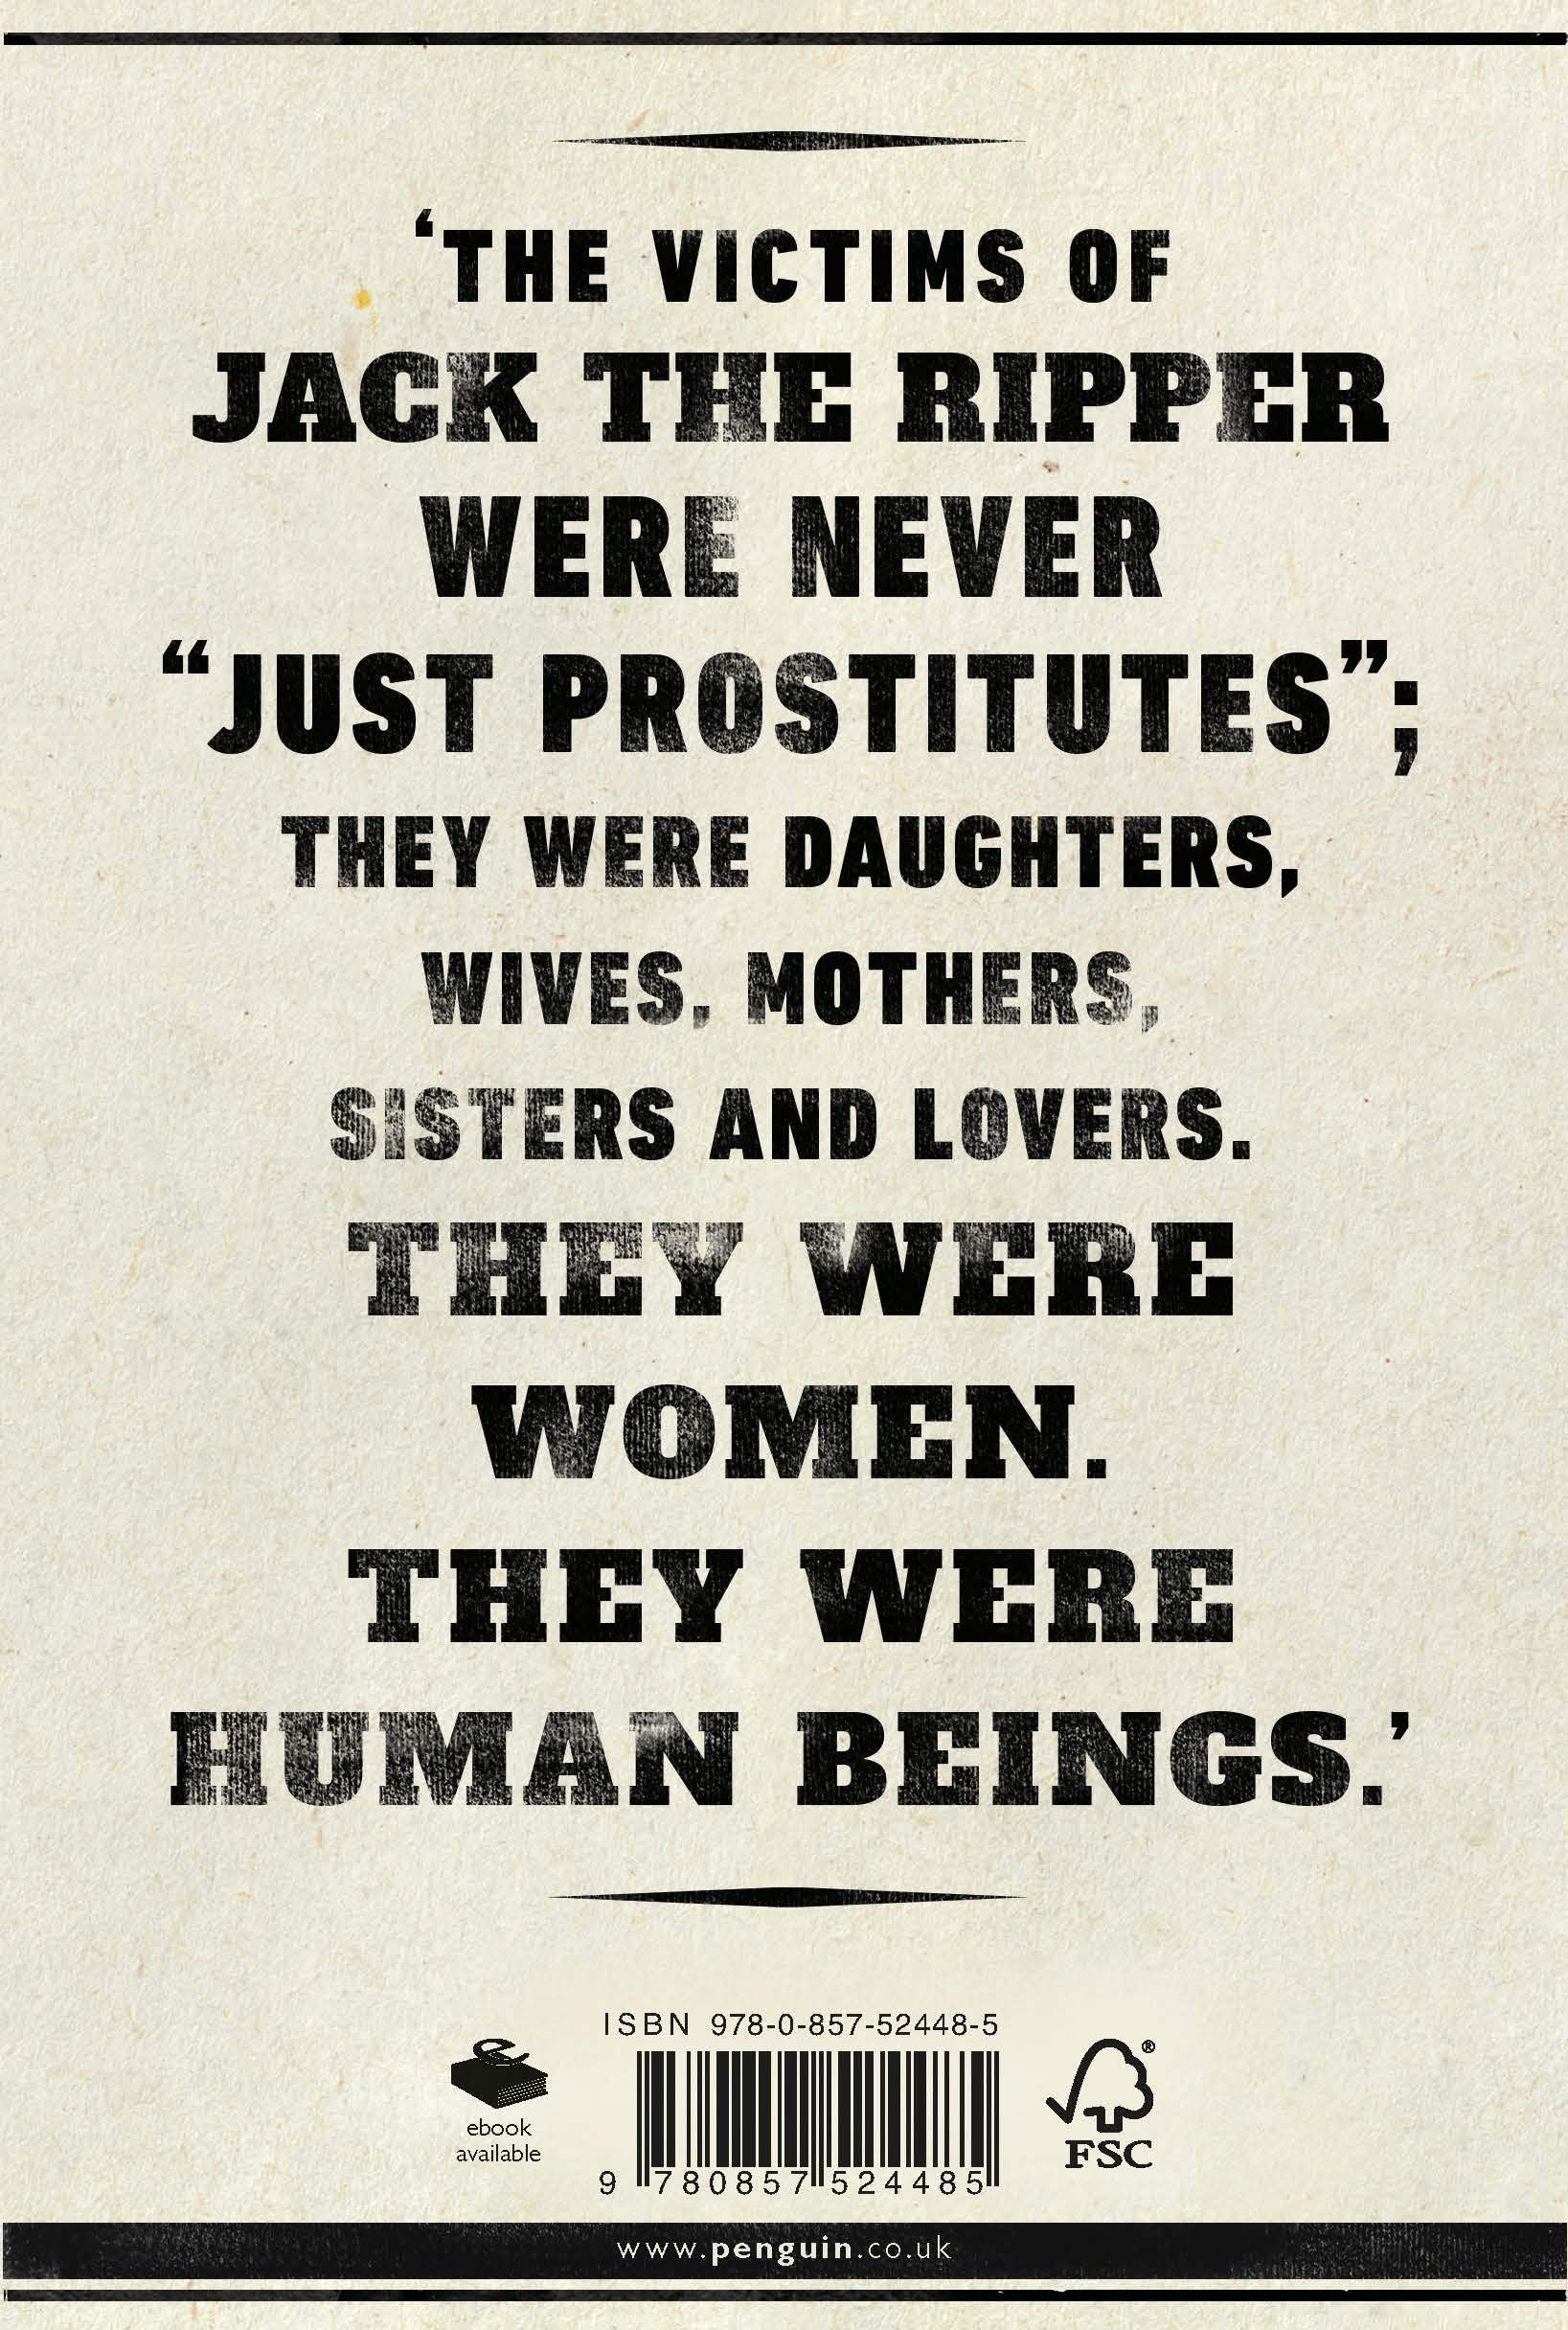 ‘THE VICTIMS OF
JACK THE RIPPER
WERE NEVER
“JUST PROSTITUTES”;
THEY WERE DAUGHTERS,
WIVES, MOTHERS,
SISTERS AND LOVERS.
THEY WERE
WOMEN.
THEY WERE
HUMAN BEINGS.’
ISBN 978-0-857-52448-5
ebook
available
9 780857 524485
®
FSC
www.penguin.co.uk